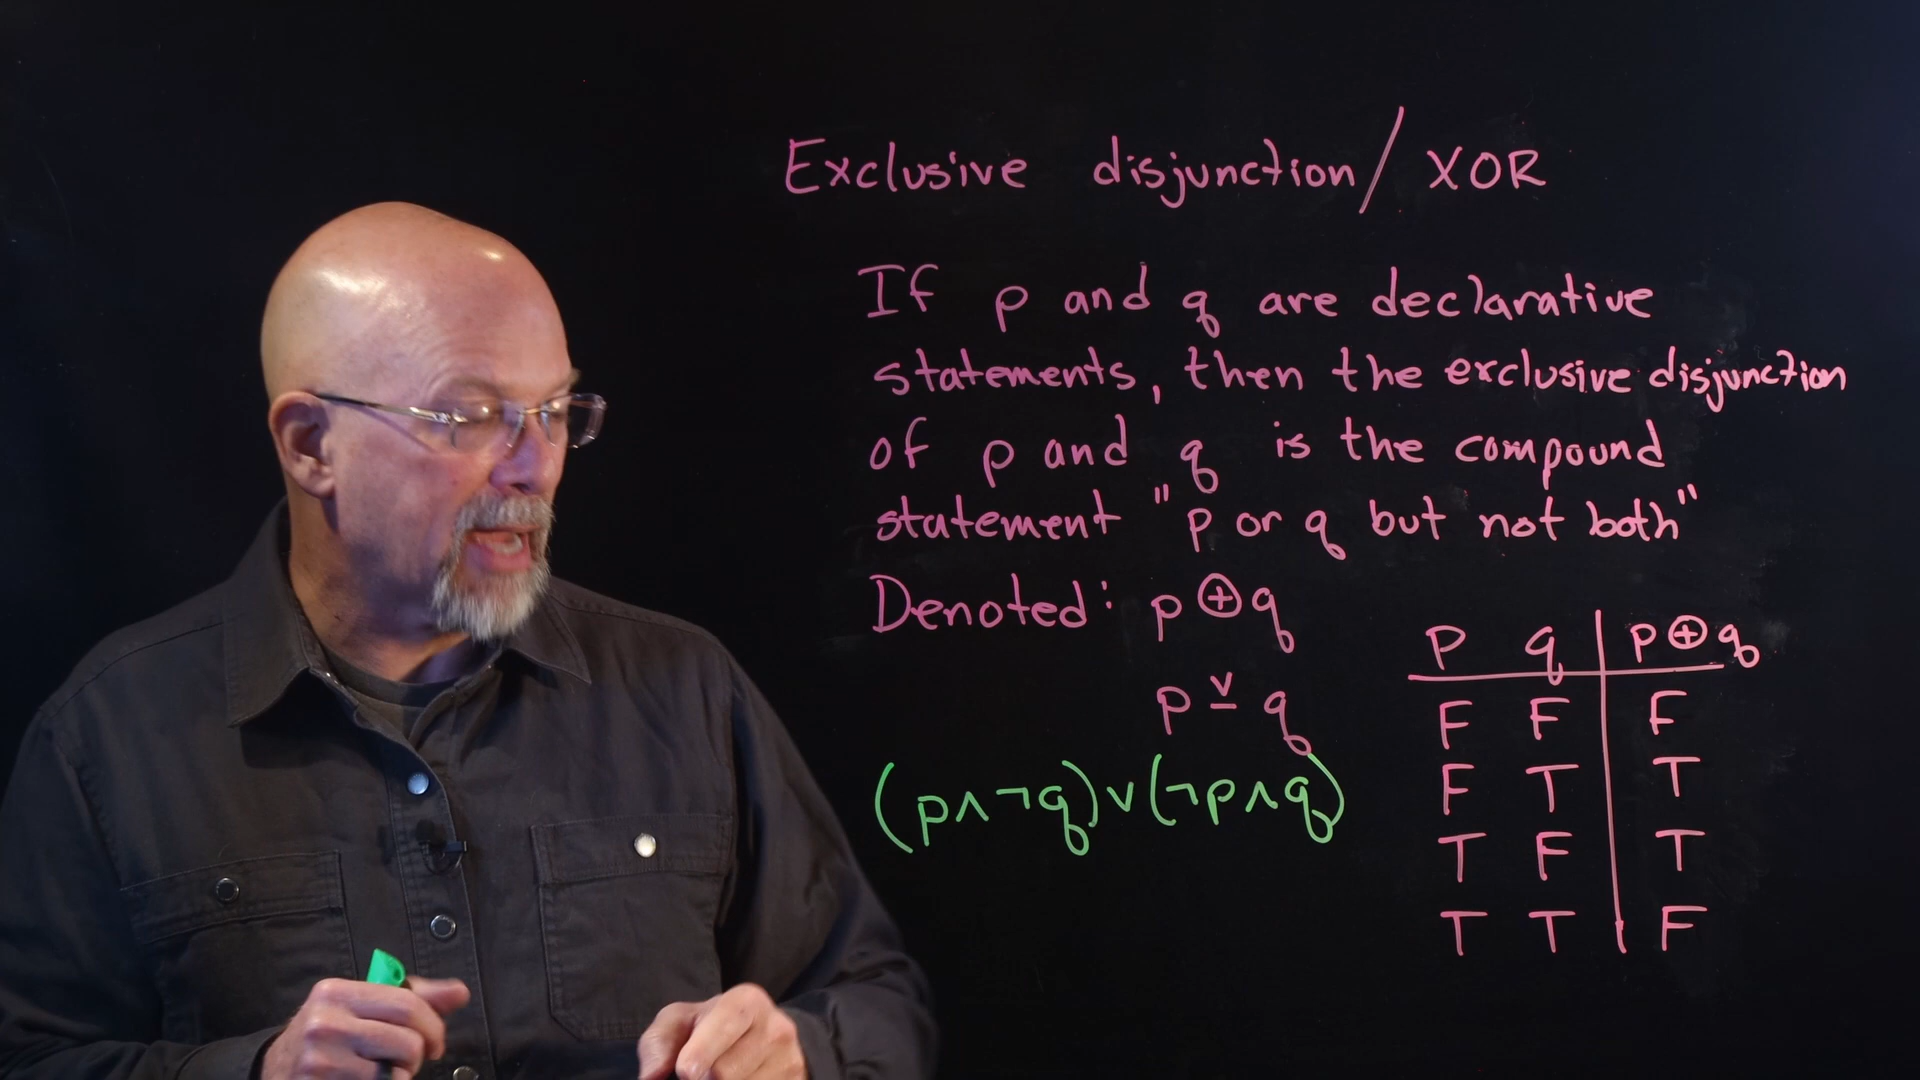 Exclusive disjunction / XOR
If p and q are declarative
statements, then the exclusive disjunction
of p and q is the compound
statement "p or q but not both"
Denoted: p ⊕ q
p ⊻ q
(p∧¬q)∨(¬p∧q)
p q p⊕q
F F F
F T T
T F T
T T F